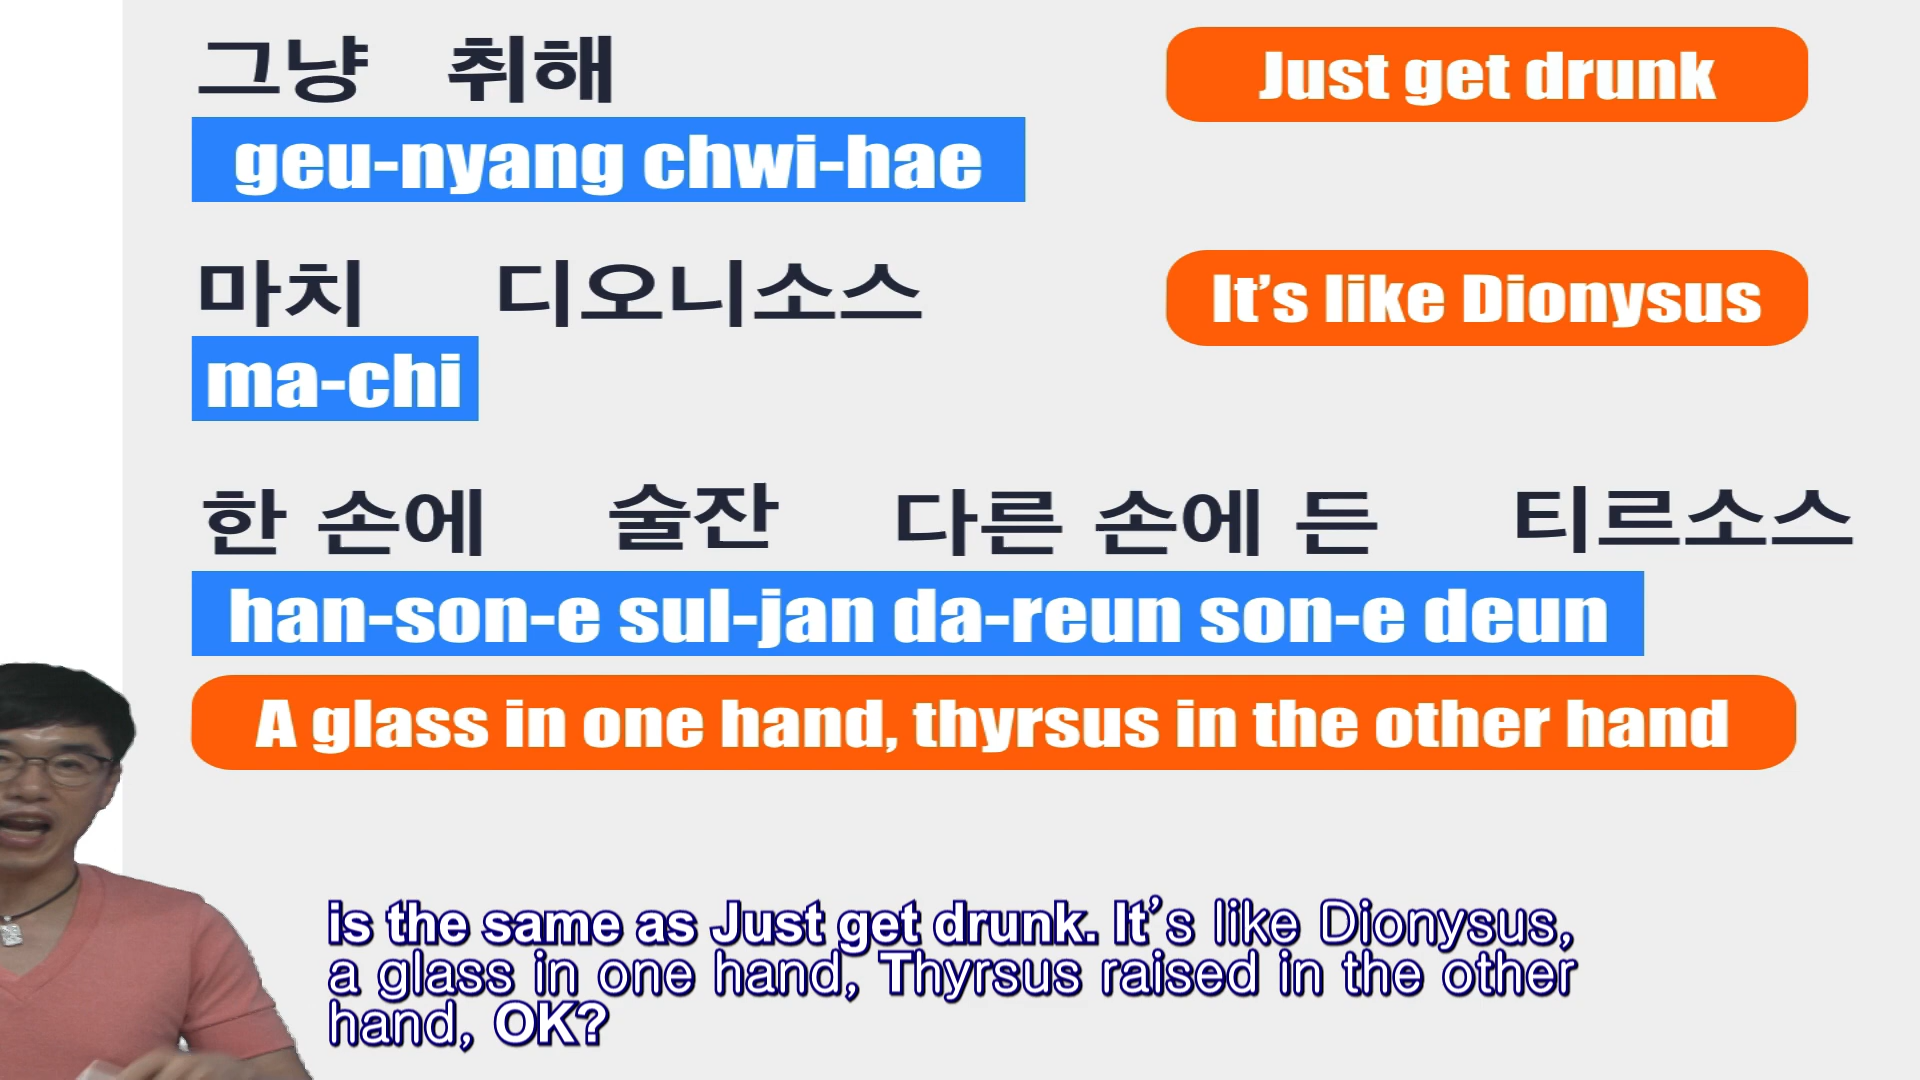 그냥 취해 Just get drunk
geu-nyang chwi-hae
마치 디오니소스 It's like Dionysus
ma-chi
한 손에 술잔 다른 손에 든 티르소스
han-son-e sul-jan da-reun son-e deun
A glass in one hand, thyrsus in the other hand
is the same as Just get drunk. It's like Dionysus,
a glass in one hand, Thyrsus raised in the other
hand, OK?